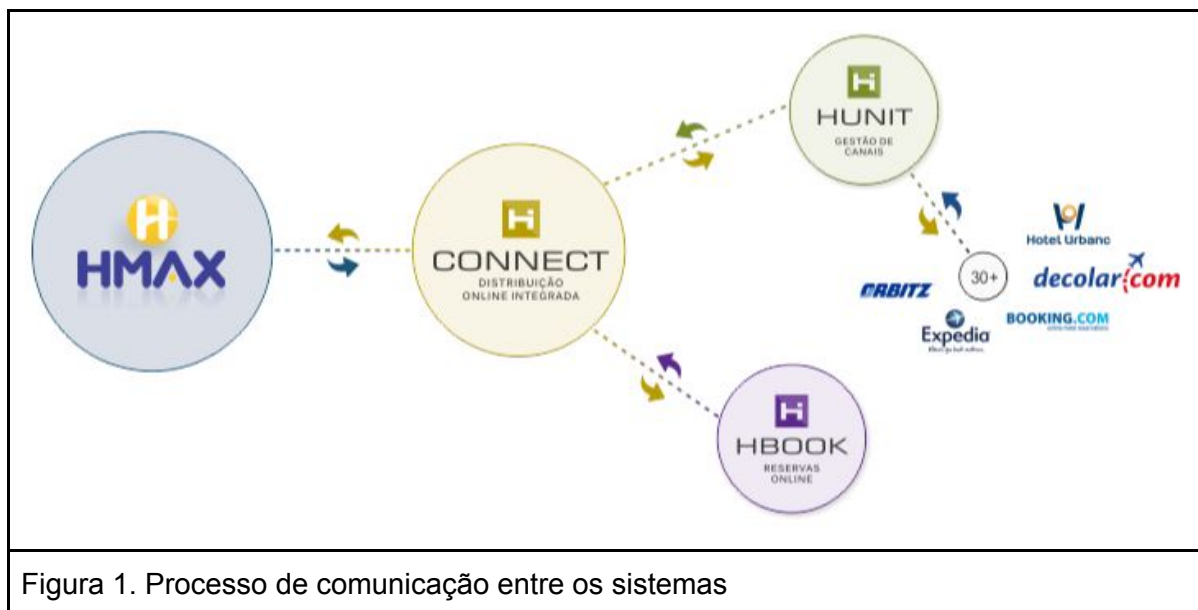 H
HMAX
H
CONNECT
DISTRIBUIÇÃO
ONLINE INTEGRADA
H
HUNIT
GESTÃO DE
CANAIS
Hotel Urbano
30+
decolar.com
ORBITZ
Expedia
BOOKING.COM
H
HBOOK
RESERVAS
ONLINE
Figura 1. Processo de comunicação entre os sistemas